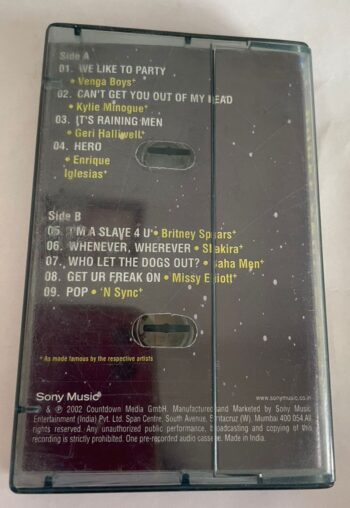 Side A
01. WE LIKE TO PARTY
• Venga Boys+
02. CAN'T GET YOU OUT OF MY HEAD
• Kylie Minogue+
03. IT'S RAINING MEN
• Geri Halliwell+
04. HERO
• Enrique
Iglesias+
Side B
05. I'M A SLAVE 4 U • Britney Spears+
06. WHENEVER, WHEREVER • Shakira+
07. WHO LET THE DOGS OUT? • Baha Men+
08. GET UR FREAK ON • Missy Elliott+
09. POP • 'N Sync+
+ As made famous by the respective artists
Sony Music
www.sonymusic.co.in
℗ 2002 Countdown Media GmbH. Manufactured and Marketed by Sony Music
Entertainment (India) Pvt. Ltd. Span Centre, South Avenue, Santacruz (W). Mumbai 400 054. All
rights reserved. Any unauthorized public performance, broadcasting and copying of this
recording is strictly prohibited. One pre-recorded audio cassette. Made in India.